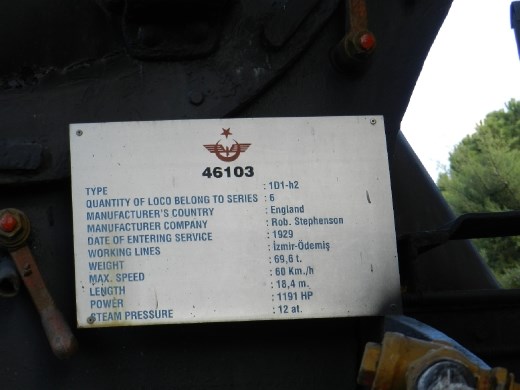 46103
TYPE : 1D1-h2
QUANTITY OF LOCO BELONG TO SERIES : 6
MANUFACTURER'S COUNTRY : England
MANUFACTURER COMPANY : Rob. Stephenson
DATE OF ENTERING SERVICE : 1929
WORKING LINES : İzmir-Ödemiş
WEIGHT : 69,6 t.
MAX. SPEED : 60 Km./h
LENGTH : 18,4 m.
POWER : 1191 HP
STEAM PRESSURE : 12 at.